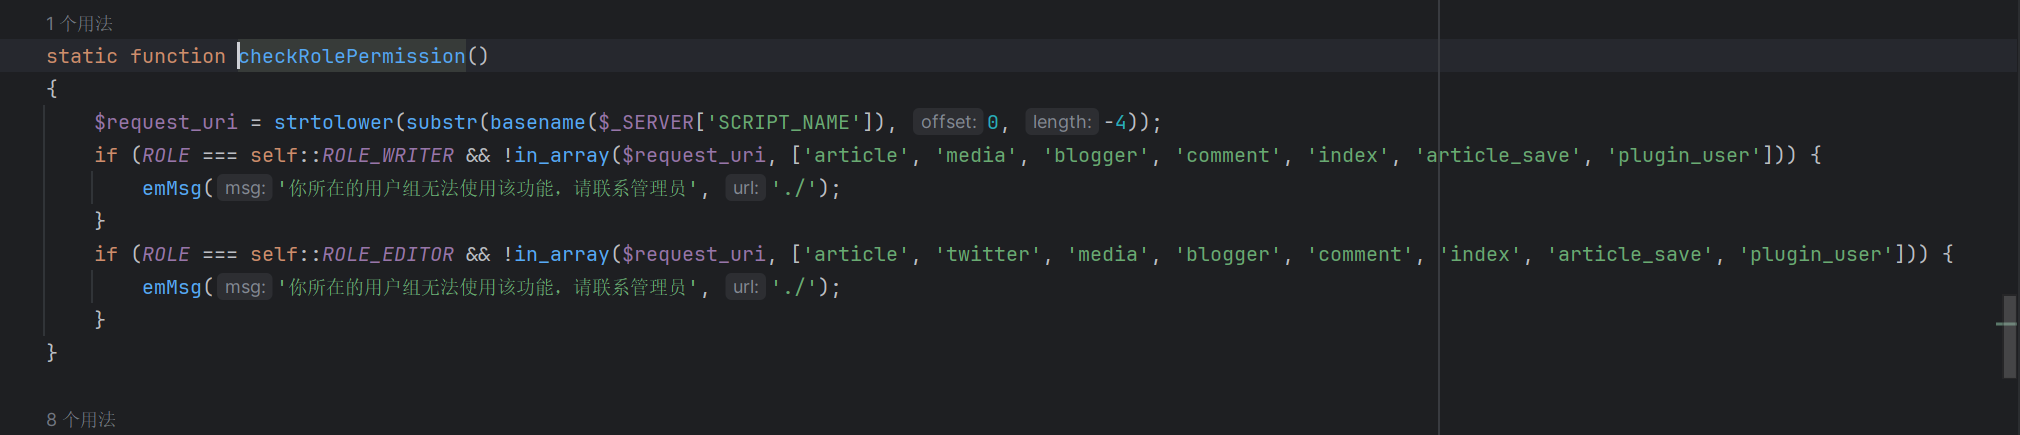 1 个用法
static function checkRolePermission()
{
$request_uri = strtolower(substr(basename($_SERVER['SCRIPT_NAME']), offset: 0, length: -4));
if (ROLE === self::ROLE_WRITER && !in_array($request_uri, ['article', 'media', 'blogger', 'comment', 'index', 'article_save', 'plugin_user'])) {
emMsg( msg: '你所在的用户组无法使用该功能，请联系管理员', url: './');
}
if (ROLE === self::ROLE_EDITOR && !in_array($request_uri, ['article', 'twitter', 'media', 'blogger', 'comment', 'index', 'article_save', 'plugin_user'])) {
emMsg( msg: '你所在的用户组无法使用该功能，请联系管理员', url: './');
}
}
8 个用法